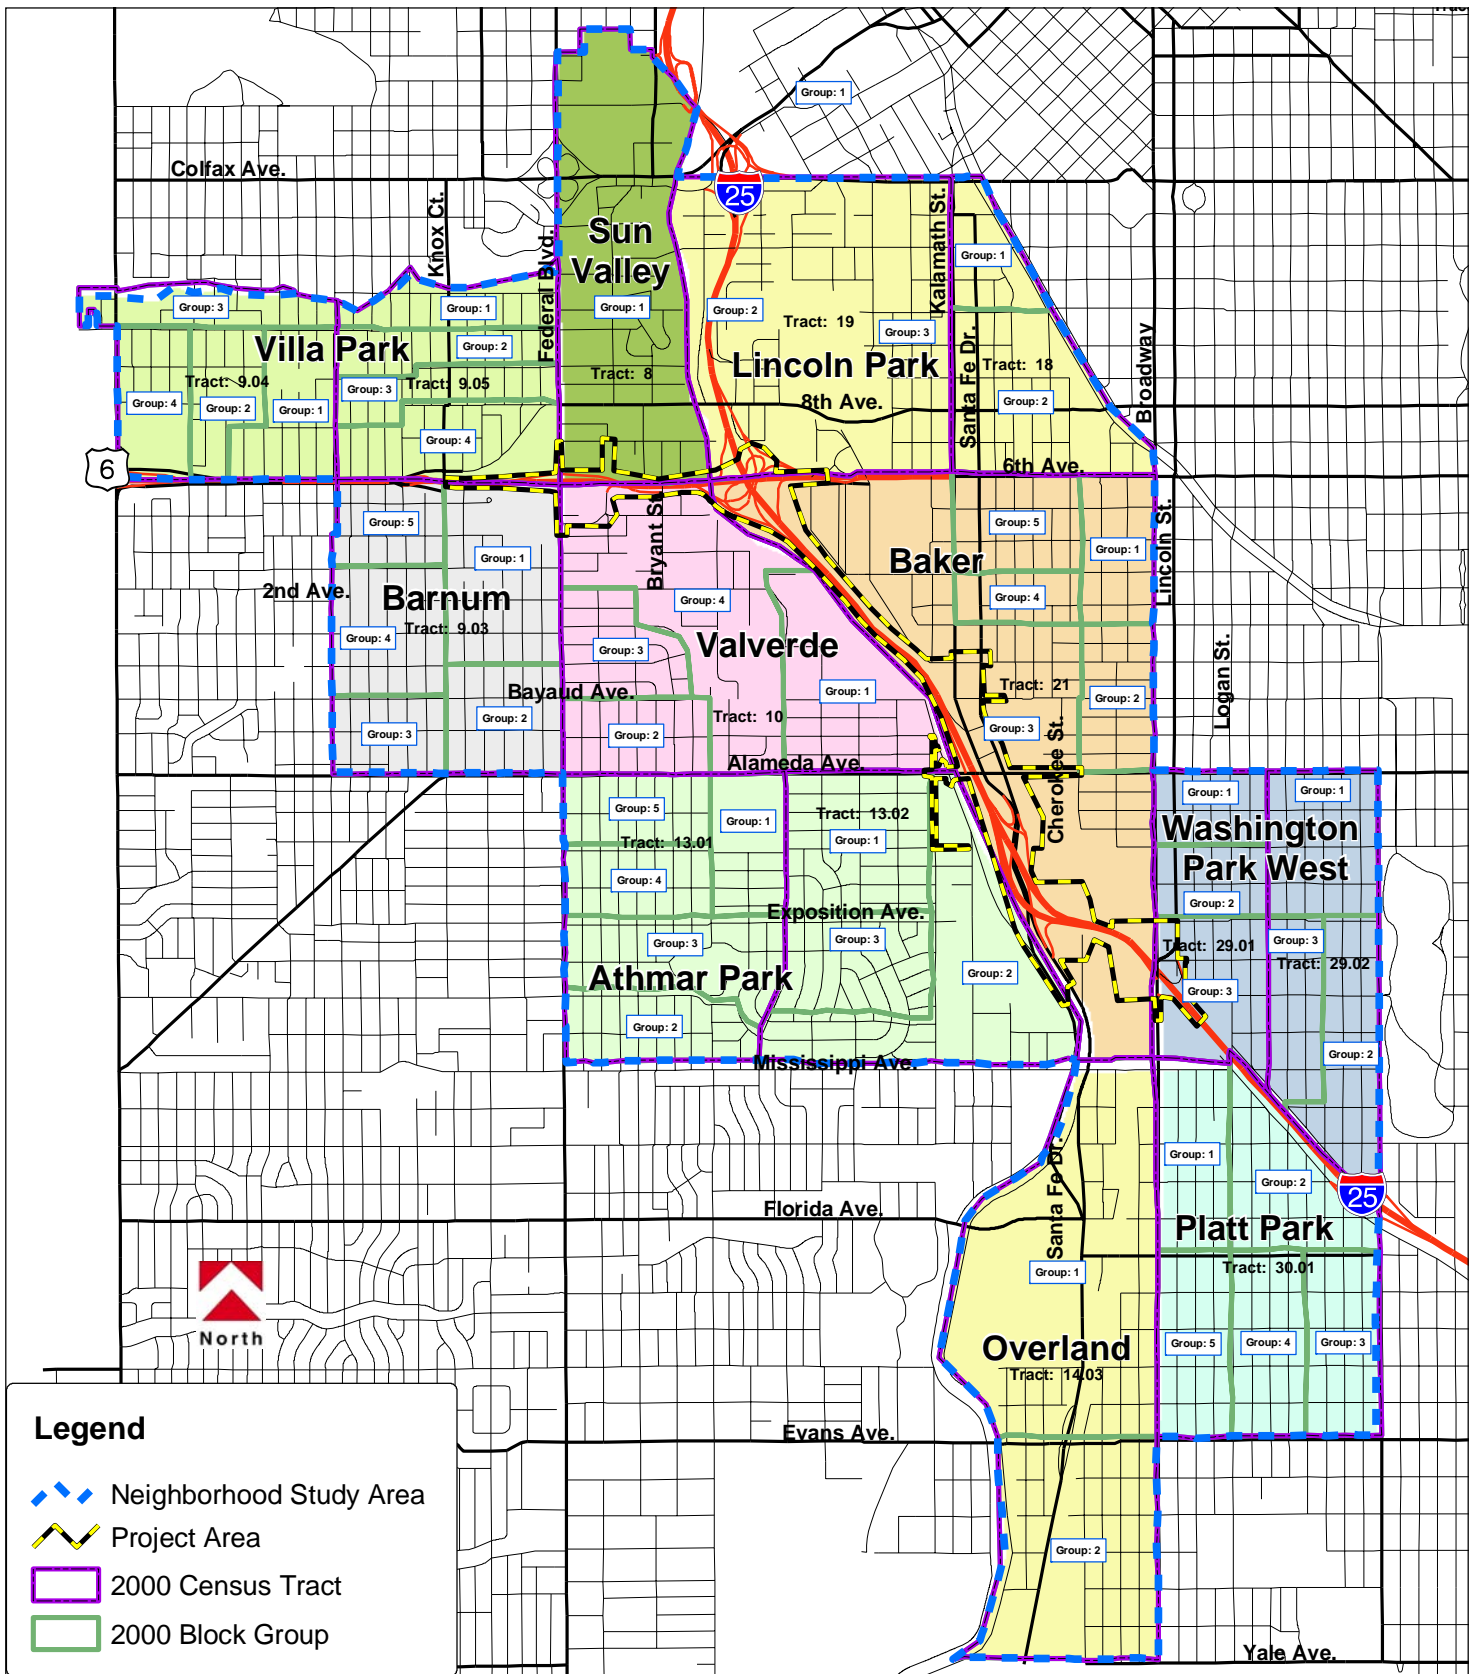 Group: 1
Colfax Ave.
25
Knox Ct.
Federal Blvd.
Sun
Valley
Kalamath St.
Group: 1
Group: 3
Group: 1
Group: 1
Group: 2
Tract: 19
Group: 3
Villa Park
Group: 2
Tract: 9.04
Group: 3
Tract: 9.05
Tract: 8
Lincoln Park
Santa Fe Dr.
Tract: 18
Broadway
Group: 4
Group: 2
Group: 1
8th Ave.
Group: 2
Group: 4
6
6th Ave.
Group: 5
Group: 1
Bryant St.
Baker
Group: 5
Group: 1
Lincoln St.
2nd Ave.
Barnum
Group: 4
Group: 4
Tract: 9.03
Group: 4
Group: 3
Valverde
Logan St.
Bayaud Ave.
Group: 1
Tract: 21
Group: 2
Group: 3
Group: 2
Group: 2
Tract: 10
Group: 3
Cherokee St.
Alameda Ave.
Group: 5
Group: 1
Tract: 13.02
Group: 1
Group: 1
Tract: 13.01
Group: 1
Washington
Park West
Group: 4
Exposition Ave.
Group: 2
Group: 3
Group: 3
Group: 3
Tract: 29.01
Tract: 29.02
Athmar Park
Group: 2
Group: 3
Group: 2
Group: 2
Mississippi Ave.
Santa Fe Dr.
Group: 1
Group: 2
25
Florida Ave.
Platt Park
Group: 1
Tract: 30.01
North
Overland
Group: 5
Group: 4
Group: 3
Tract: 14.03
Evans Ave.
Group: 2
Yale Ave.
Legend
Neighborhood Study Area
Project Area
2000 Census Tract
2000 Block Group